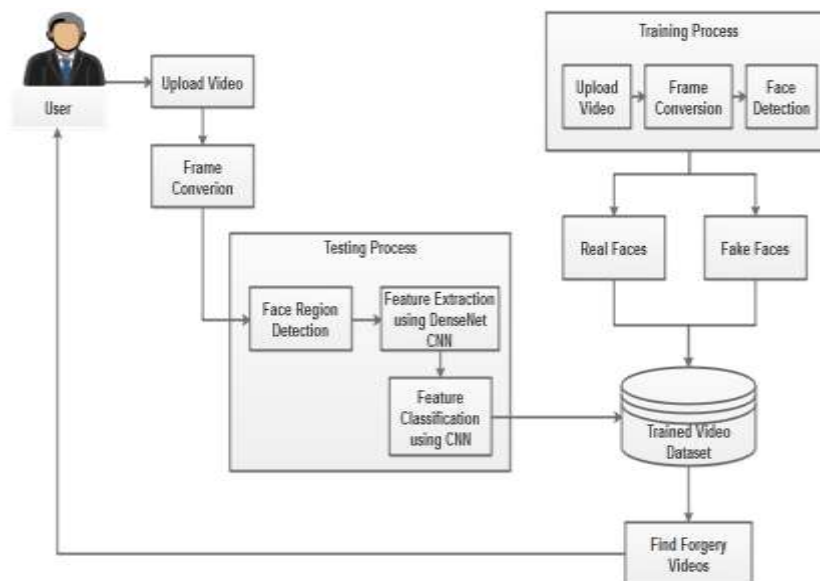 User
Upload Video
Frame
Converion
Testing Process
Face Region
Detection
Feature Extraction
using DenseNet
CNN
Feature
Classification
using CNN
Training Process
Upload
Video
Frame
Conversion
Face
Detection
Real Faces
Fake Faces
Trained Video
Dataset
Find Forgery
Videos